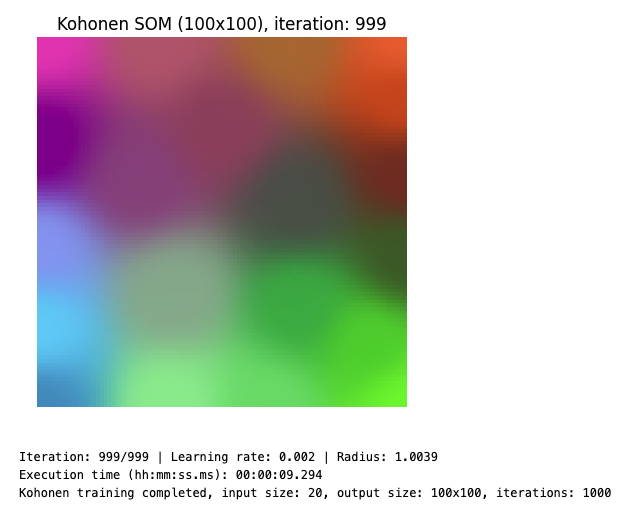 Kohonen SOM (100x100), iteration: 999
Iteration: 999/999 | Learning rate: 0.002 | Radius: 1.0039
Execution time (hh:mm:ss.ms): 00:00:09.294
Kohonen training completed, input size: 20, output size: 100x100, iterations: 1000